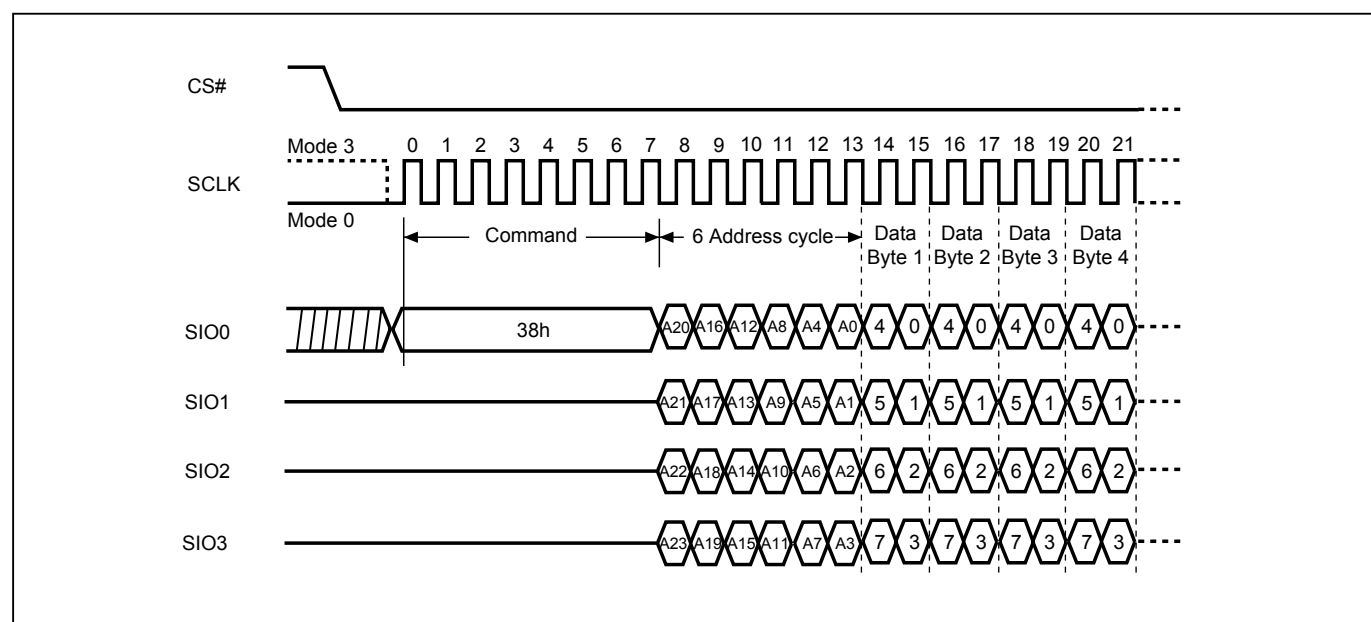 CS#
Mode 3
0 1 2 3 4 5 6 7 8 9 10 11 12 13 14 15 16 17 18 19 20 21
SCLK
Mode 0
Command
6 Address cycle
Data Byte 1
Data Byte 2
Data Byte 3
Data Byte 4
SIO0 38h A20 A16 A12 A8 A4 A0 4 0 4 0 4 0 4 0
SIO1 A21 A17 A13 A9 A5 A1 5 1 5 1 5 1 5 1
SIO2 A22 A18 A14 A10 A6 A2 6 2 6 2 6 2 6 2
SIO3 A23 A19 A15 A11 A7 A3 7 3 7 3 7 3 7 3